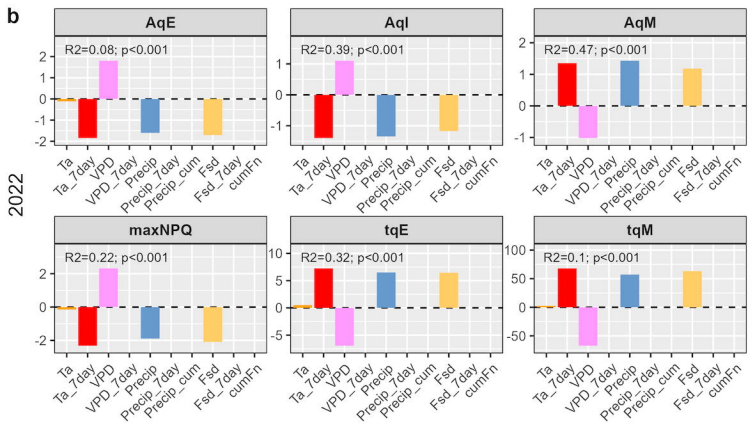 b
AqE
AqI
AqM
R2=0.08; p<0.001
R2=0.39; p<0.001
R2=0.47; p<0.001
2
1
0
-1
-2
1
0
-1
2
1
0
-1
Ta
Ta_7day
VPD
VPD_7day
Precip
Precip_7day
Precip_cum
Fsd
Fsd_7day
cumFn
Ta
Ta_7day
VPD
VPD_7day
Precip
Precip_7day
Precip_cum
Fsd
Fsd_7day
cumFn
Ta
Ta_7day
VPD
VPD_7day
Precip
Precip_7day
Precip_cum
Fsd
Fsd_7day
cumFn
2022
maxNPQ
tqE
tqM
R2=0.22; p<0.001
R2=0.32; p<0.001
R2=0.1; p<0.001
2
0
-2
10
5
0
-5
100
50
0
-50
Ta
Ta_7day
VPD
VPD_7day
Precip
Precip_7day
Precip_cum
Fsd
Fsd_7day
cumFn
Ta
Ta_7day
VPD
VPD_7day
Precip
Precip_7day
Precip_cum
Fsd
Fsd_7day
cumFn
Ta
Ta_7day
VPD
VPD_7day
Precip
Precip_7day
Precip_cum
Fsd
Fsd_7day
cumFn